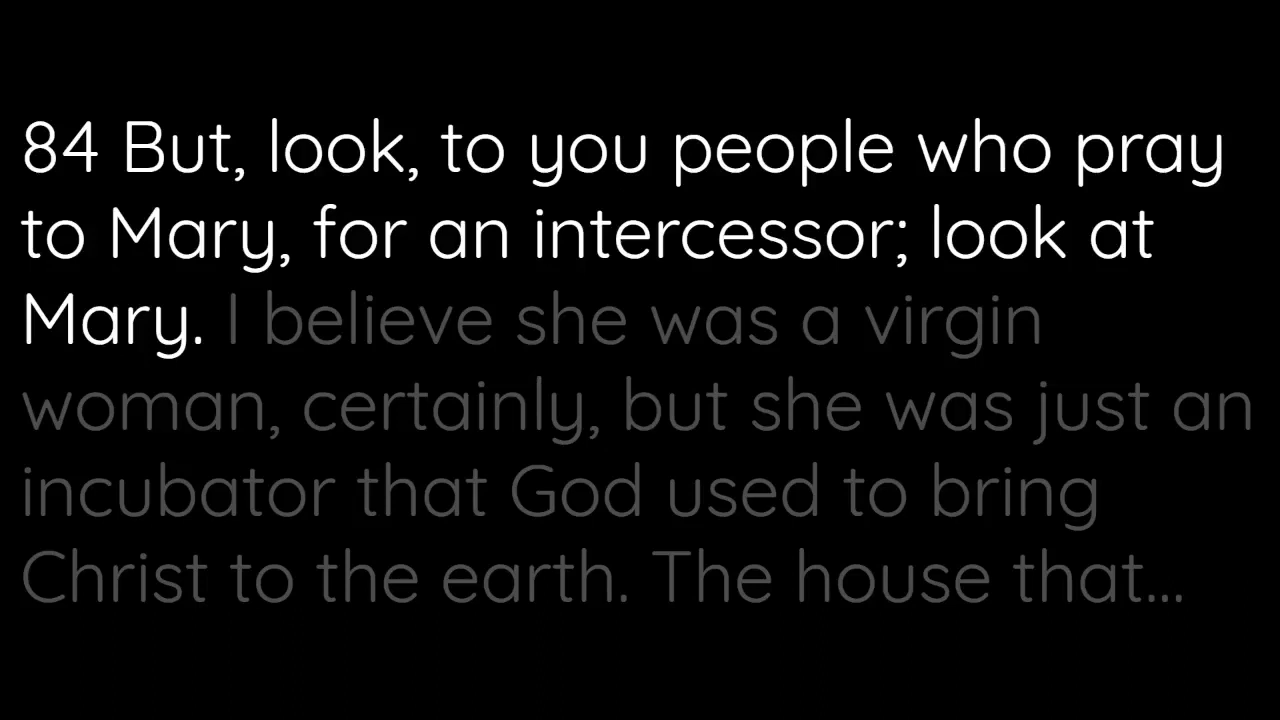 84 But, look, to you people who pray
to Mary, for an intercessor; look at
Mary. I believe she was a virgin
woman, certainly, but she was just an
incubator that God used to bring
Christ to the earth. The house that...